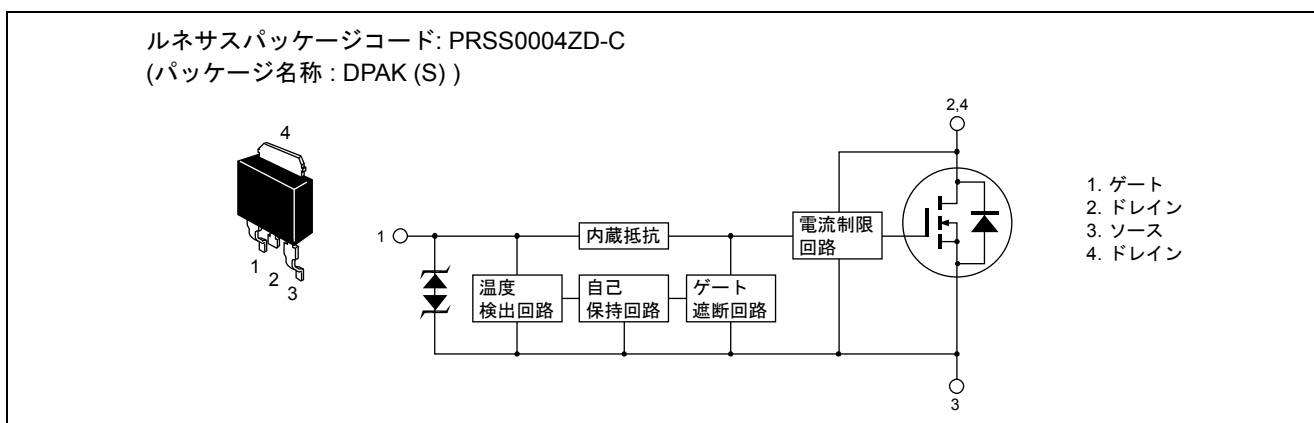 ルネサスパッケージコード: PRSS0004ZD-C
(パッケージ名称 : DPAK (S) )
4
1
2
3
2,4
1
内蔵抵抗
電流制限
回路
温度
検出回路
自己
保持回路
ゲート
遮断回路
3
1. ゲート
2. ドレイン
3. ソース
4. ドレイン